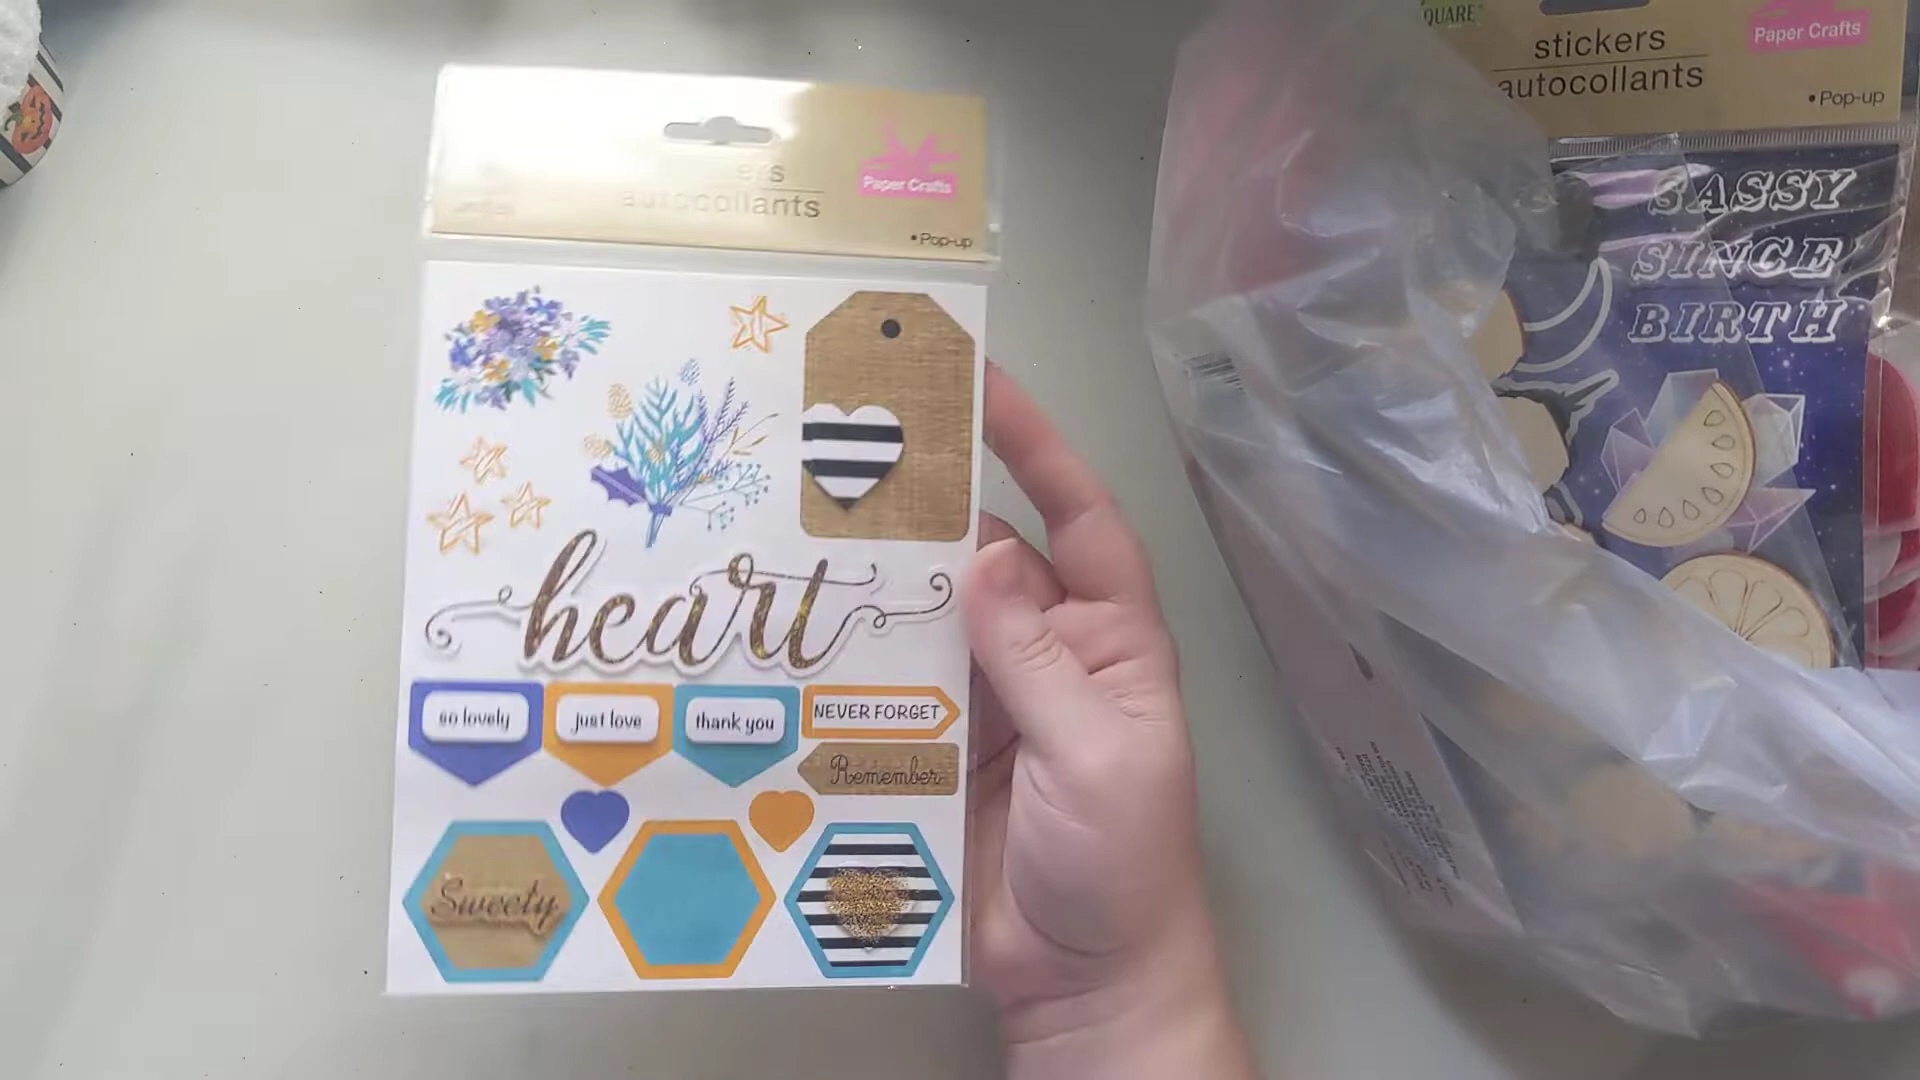 autocollants
Paper Crafts
• Pop-up
heart
so lovely
just love
thank you
NEVER FORGET
Remember
Sweety
QUARE
stickers
autocollants
Paper Crafts
• Pop-up
SASSY
SINCE
BIRTH